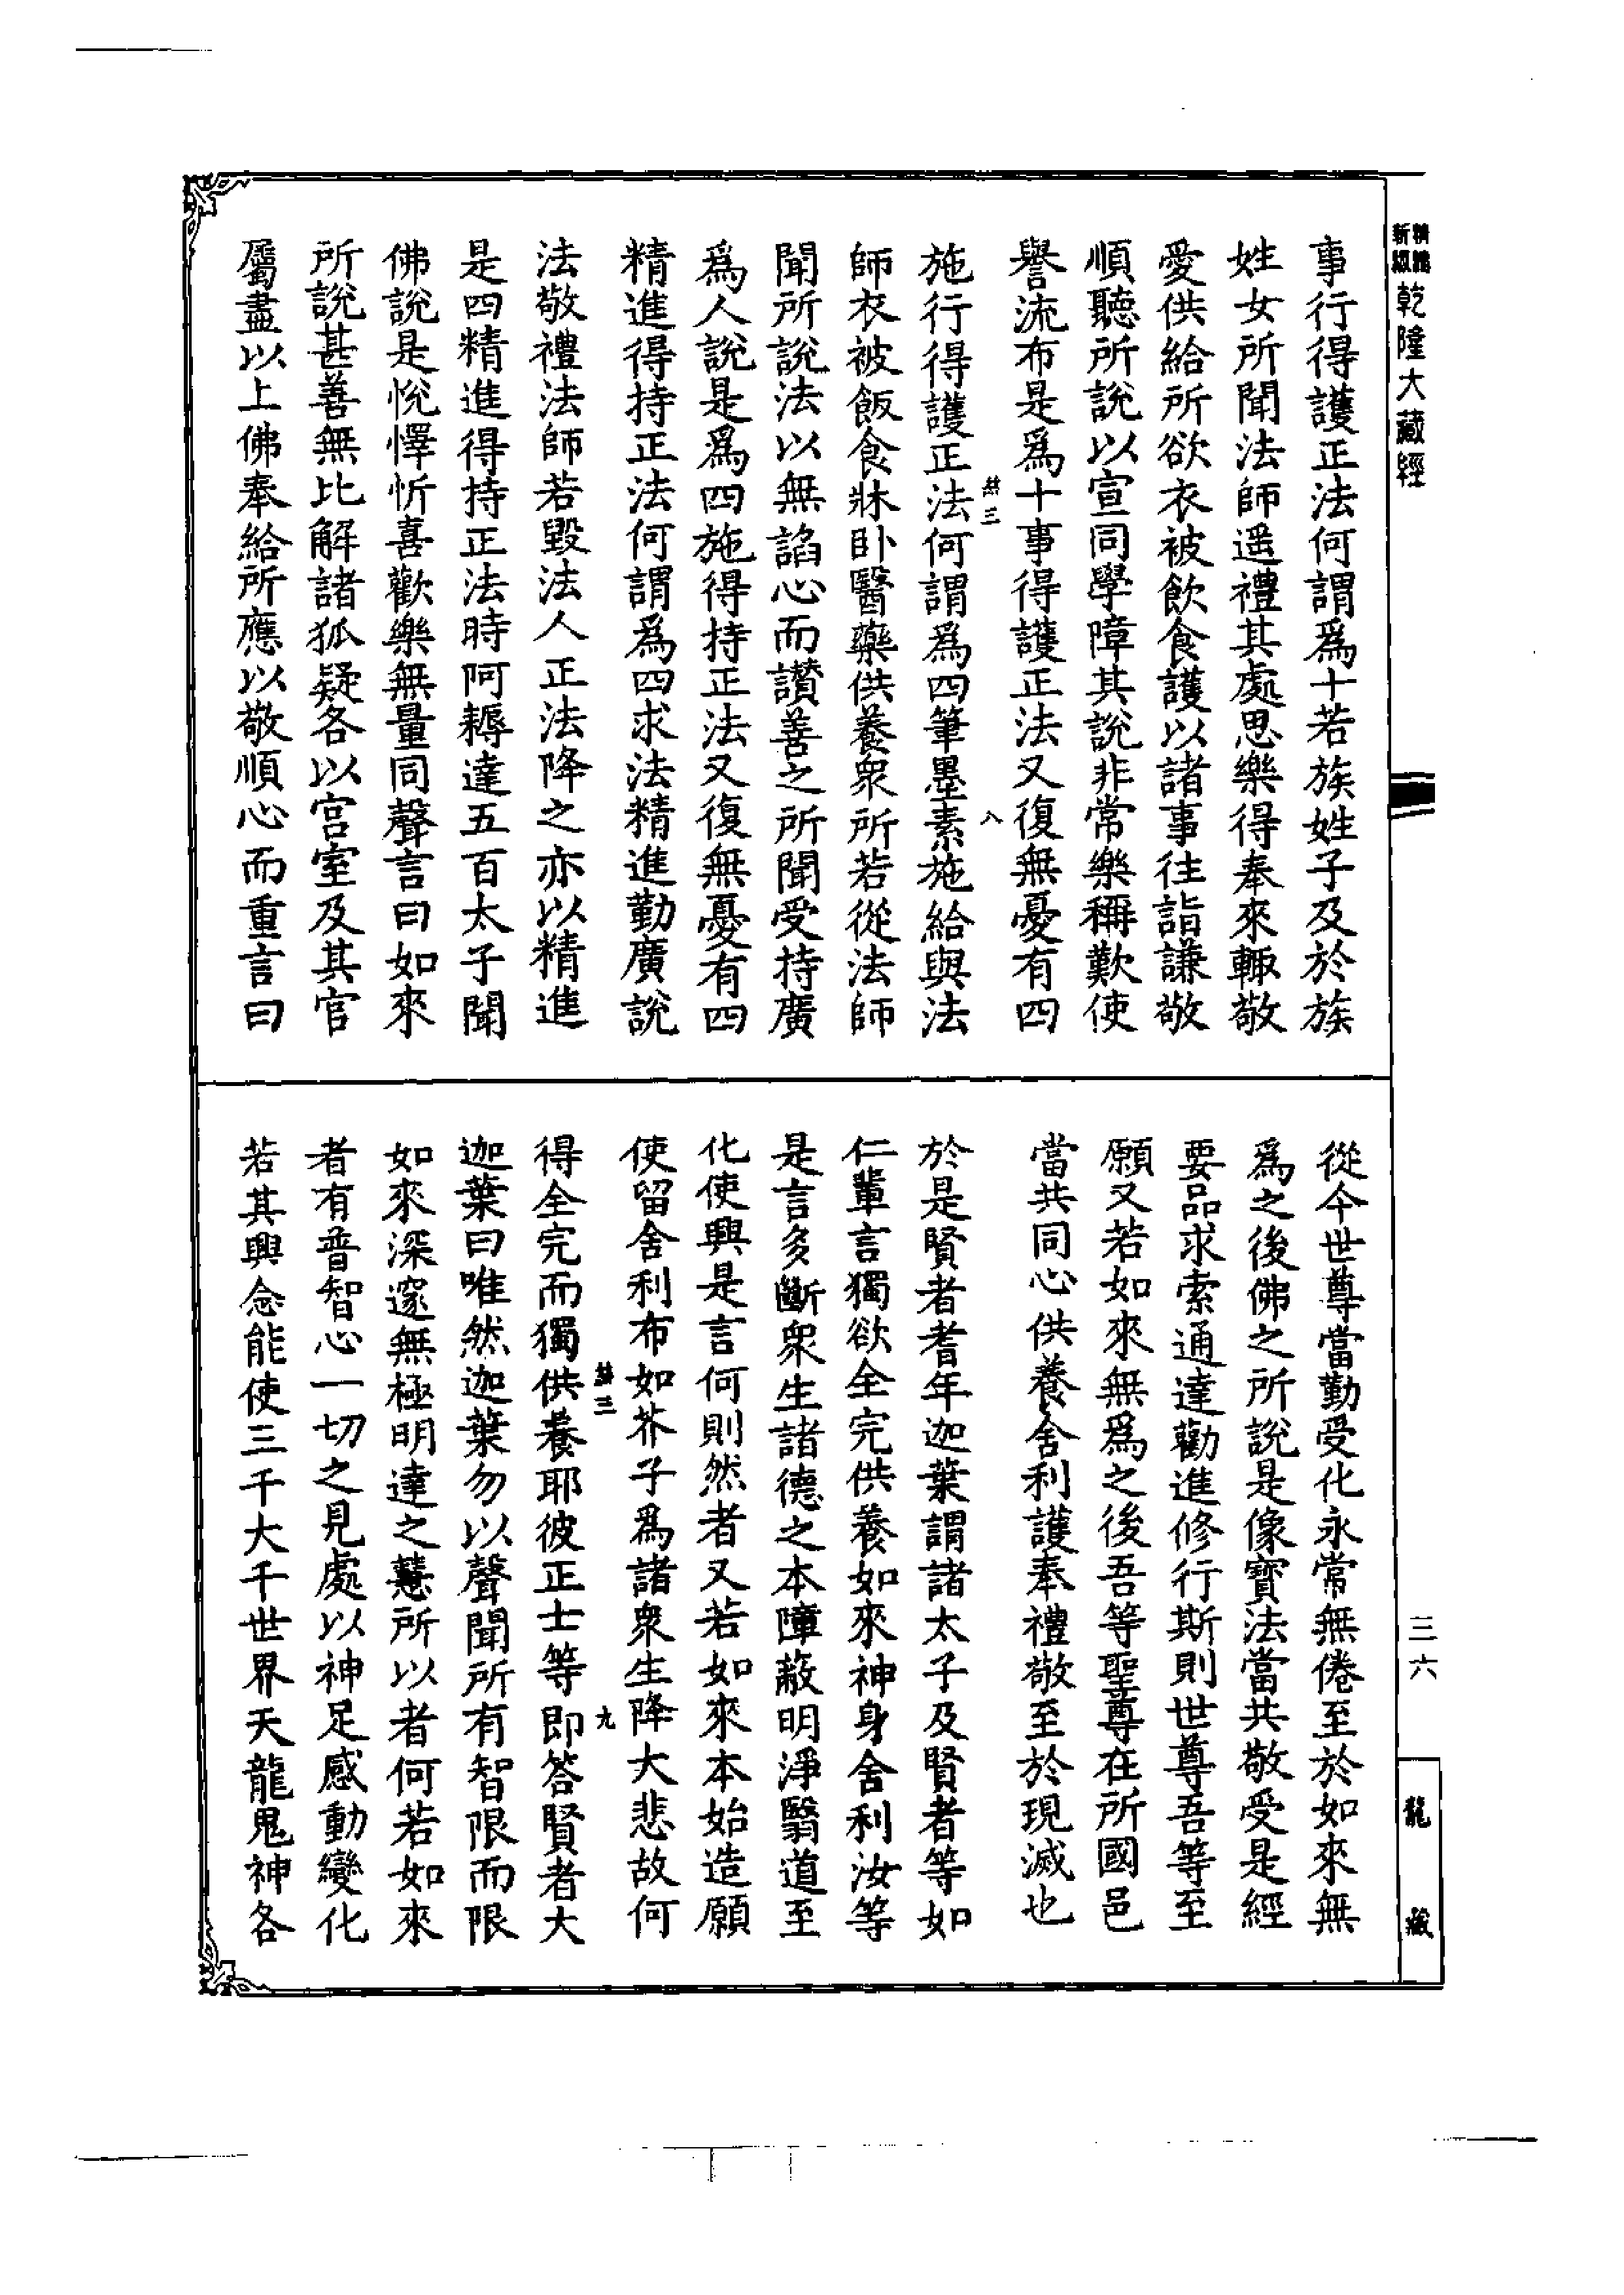 乾隆大藏經
事行得護正法何謂爲十若族姓子及於族
姓女所聞法師遥禮其處思樂得奉來輙敬
愛供給所欲衣被飲食護以諸事往詣謙敬
順聽所説以宣同學障其説非常樂稱歎使
譽流布是爲十事得護正法又復無憂有四
絲三
八
施行得護正法何謂爲四筆墨素施給與法
師衣被飯食牀卧醫藥供養衆所若從法師
聞所説法以無諂心而讃善之所聞受持廣
爲人説是爲四施得持正法又復無憂有四
精進得持正法何謂爲四求法精進勤廣説
法敬禮法師若毀法人正法降之亦以精進
是四精進得持正法時阿耨達五百太子聞
佛説是悅懌忻喜歡樂無量同聲言曰如來
所説甚善無比解諸狐疑各以宫室及其官
屬盡以上佛奉給所應以敬順心而重言曰
從今世尊當勤受化永常無倦至於如來無
爲之後佛之所説是像寳法當共敬受是經
要品求索通達勸進修行斯則世尊吾等至
願又若如來無爲之後吾等聖尊在所國邑
當共同心供養舍利護奉禮敬至於現滅也
於是賢者耆年迦葉謂諸太子及賢者等如
仁輩言獨欲全完供養如來神身舍利汝等
是言多斷衆生諸德之本障蔽明淨翳道至
化使興是言何則然者又若如來本始造願
使留舍利布如芥子爲諸衆生降大悲故何
絲三
九
得全完而獨供養耶彼正士等即答賢者大
迦葉曰唯然迦葉勿以聲聞所有智限而限
如來深邃無極明達之慧所以者何若如來
者有普智心一切之見處以神足感動變化
若其興念能使三千大千世界天龍鬼神各
三六
龍藏